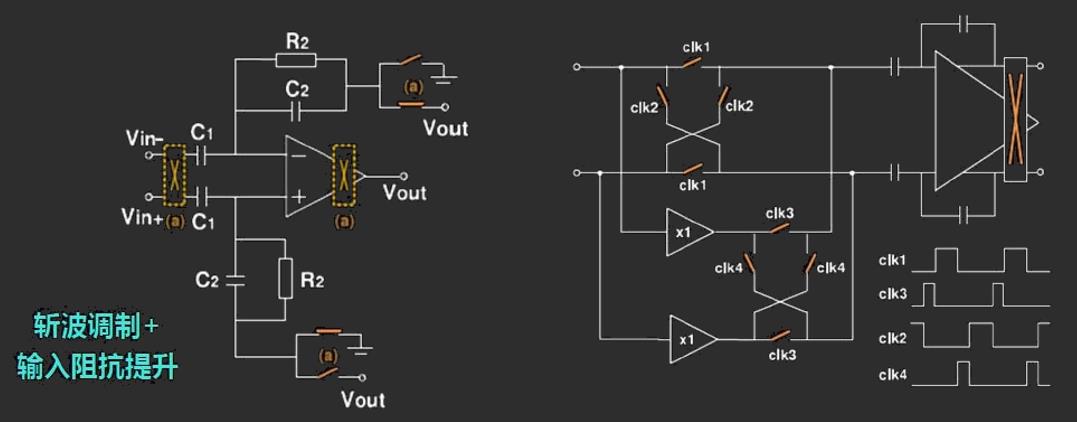 R2
C2
(a)
Vout
Vin-
C1
−
Vout
+
Vin+
(a)
C1
(a)
C2
R2
(a)
Vout
斩波调制+
输入阻抗提升
clk1
clk2
clk2
clk1
x1
clk3
clk4
clk4
x1
clk3
clk1
clk3
clk2
clk4